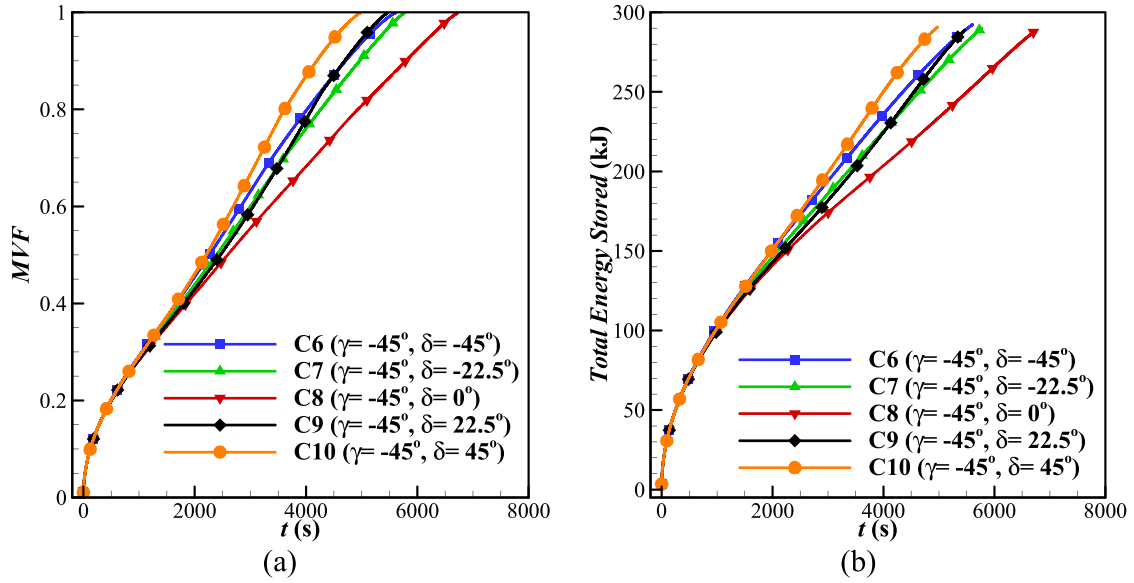 1
0.8
0.6
0.4
0.2
0
MVF
0 2000 4000 6000 8000
t (s)
C6 (γ= -45°, δ= -45°)
C7 (γ= -45°, δ= -22.5°)
C8 (γ= -45°, δ= 0°)
C9 (γ= -45°, δ= 22.5°)
C10 (γ= -45°, δ= 45°)
(a)
300
250
200
150
100
50
0
Total Energy Stored (kJ)
0 2000 4000 6000 8000
t (s)
C6 (γ= -45°, δ= -45°)
C7 (γ= -45°, δ= -22.5°)
C8 (γ= -45°, δ= 0°)
C9 (γ= -45°, δ= 22.5°)
C10 (γ= -45°, δ= 45°)
(b)